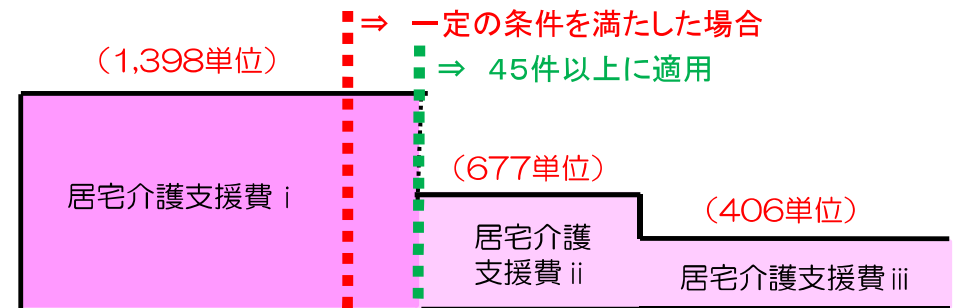 ⇒ 一定の条件を満たした場合
(1,398単位)
⇒ 45件以上に適用
(677単位)
居宅介護支援費ⅰ
(406単位)
居宅介護
支援費ⅱ
居宅介護支援費ⅲ